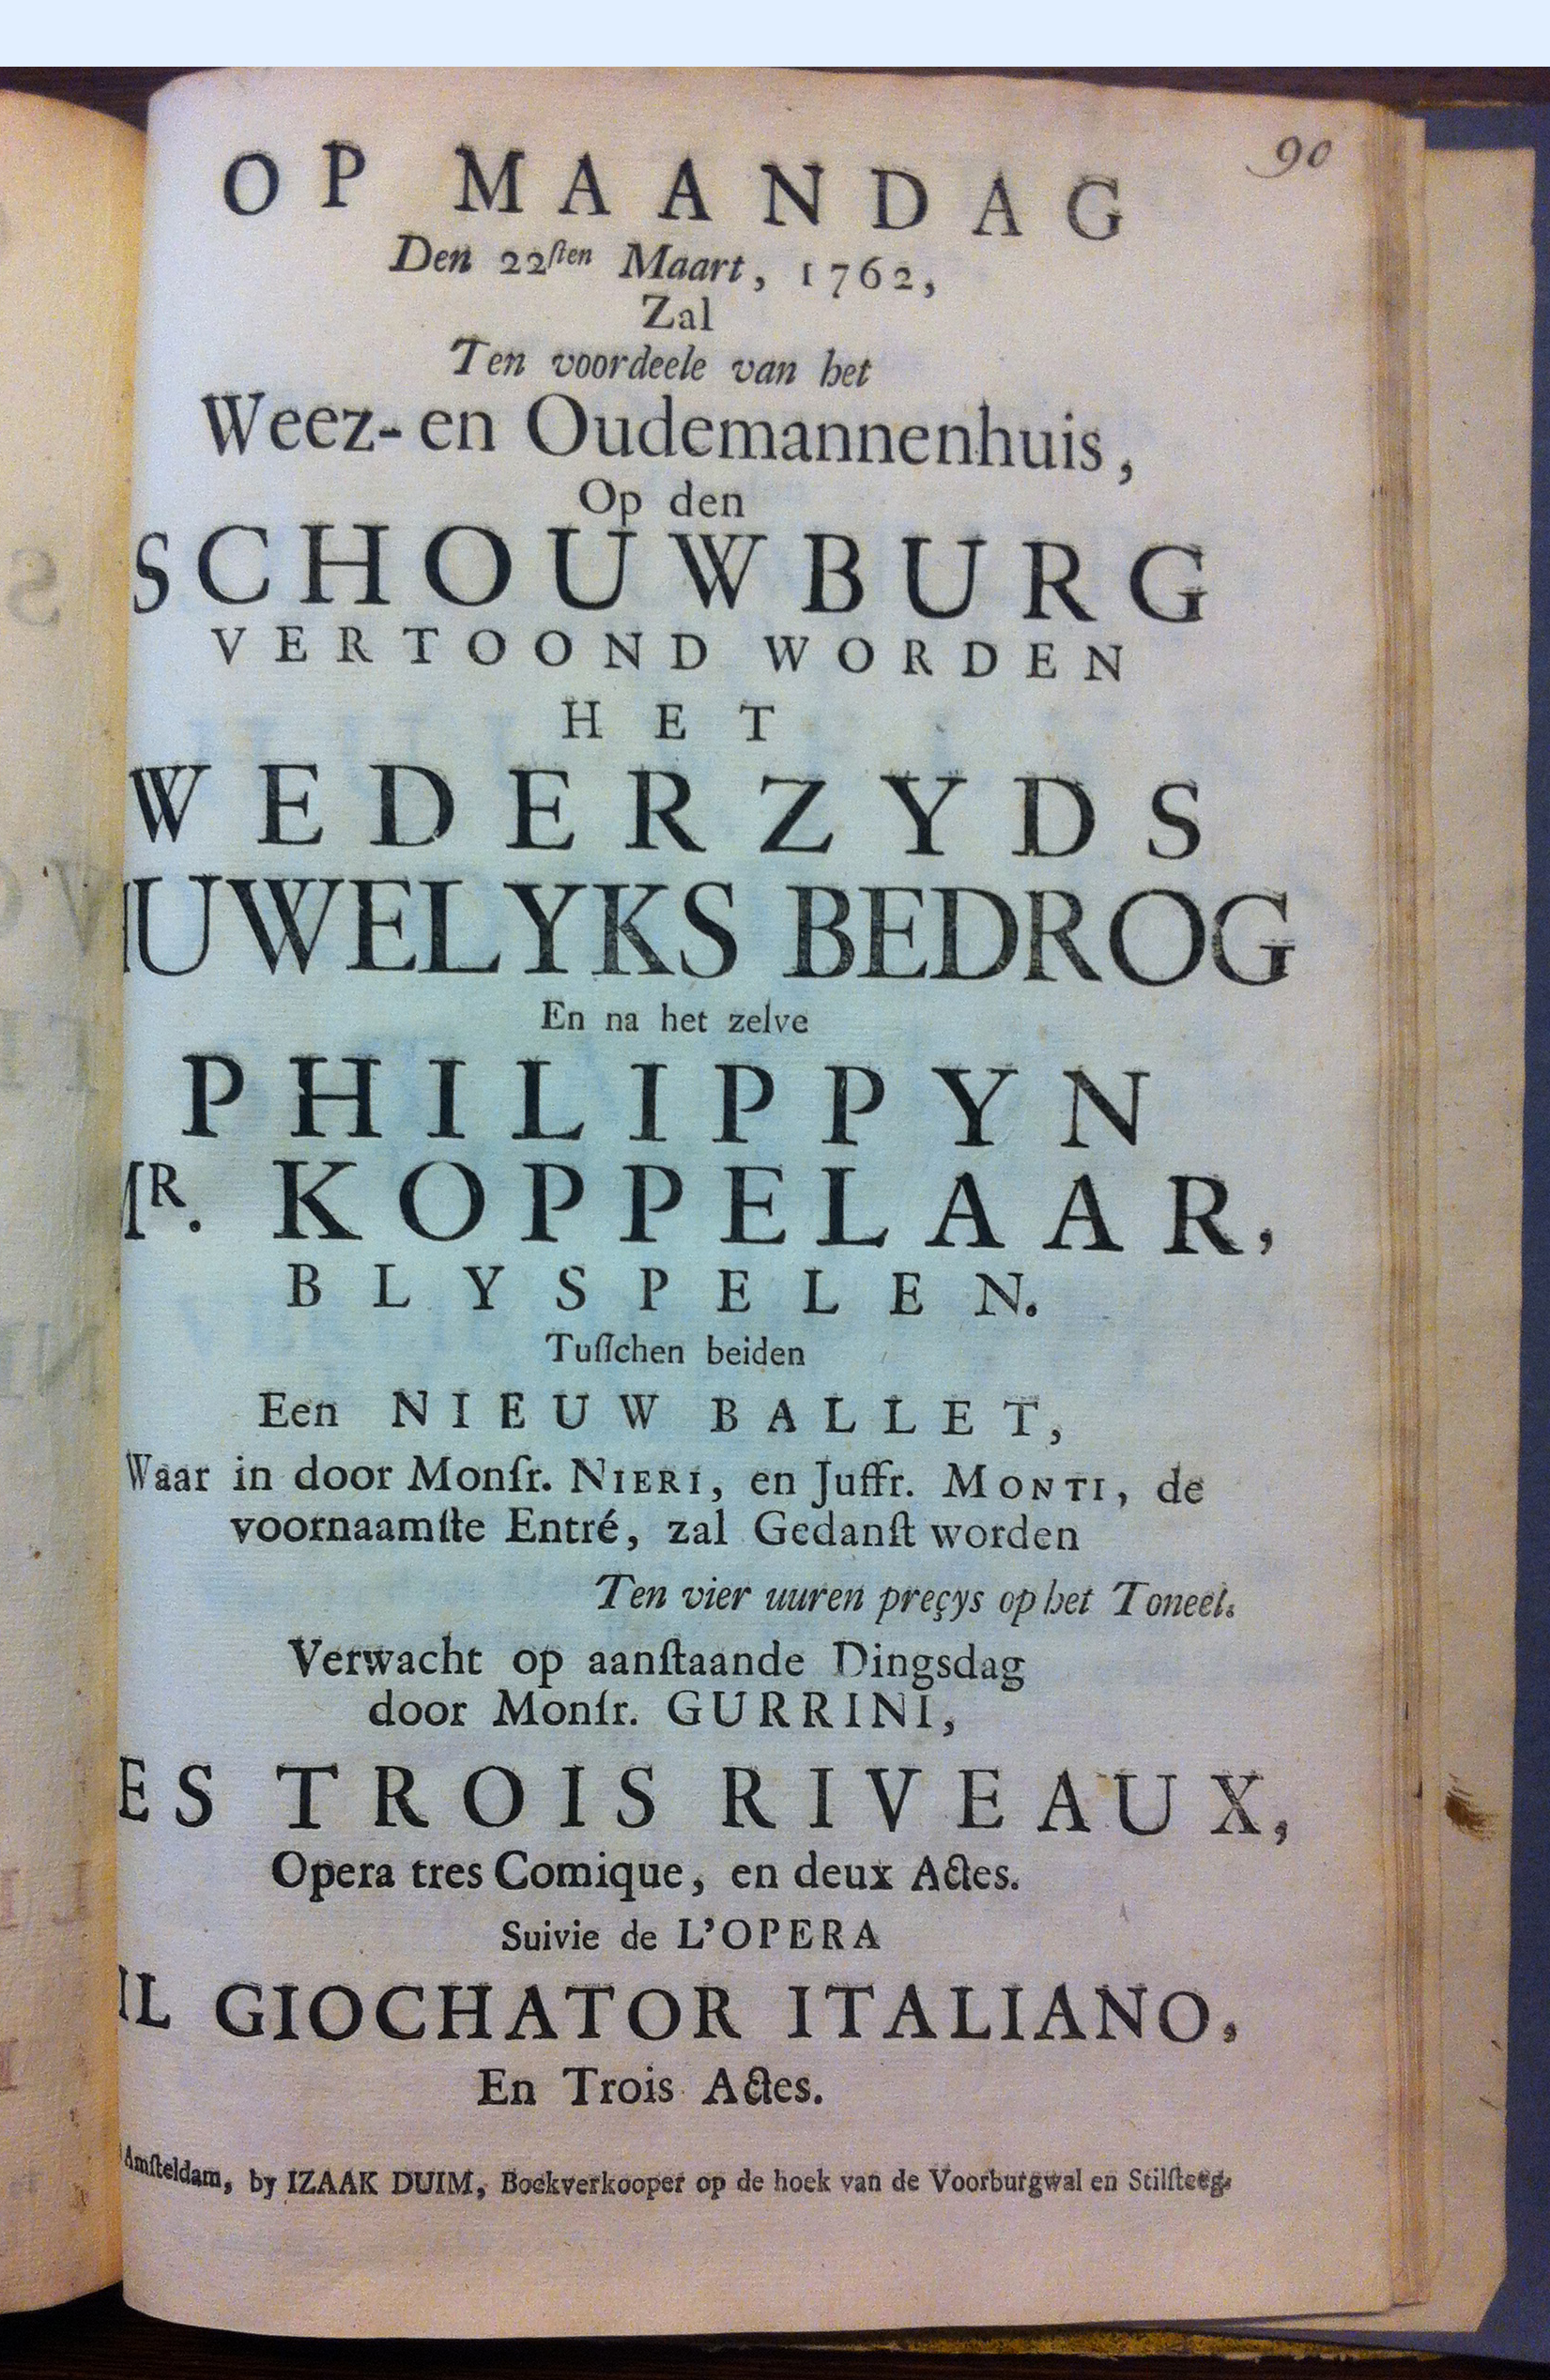 90
OP MAANDAG
Den 22ſten Maart, 1762,
Zal
Ten voordeele van het
Weez- en Oudemannenhuis,
Op den
SCHOUWBURG
VERTOOND WORDEN
HET
WEDERZYDS
HUWELYKS BEDROG
En na het zelve
PHILIPPYN
MR. KOPPELAAR,
BLYSPELEN.
Tuſſchen beiden
Een NIEUW BALLET,
Waar in door Monſr. NIERI, en Juffr. MONTI, de
voornaamſte Entré, zal Gedanſt worden
Ten vier uuren preçys op het Toneel.
Verwacht op aanſtaande Dingsdag
door Monſr. GURRINI,
ES TROIS RIVEAUX,
Opera tres Comique, en deux Actes.
Suivie de L'OPERA
IL GIOCHATOR ITALIANO,
En Trois Actes.
Amſteldam, by IZAAK DUIM, Boekverkooper op de hoek van de Voorburgwal en Stilſteeg.